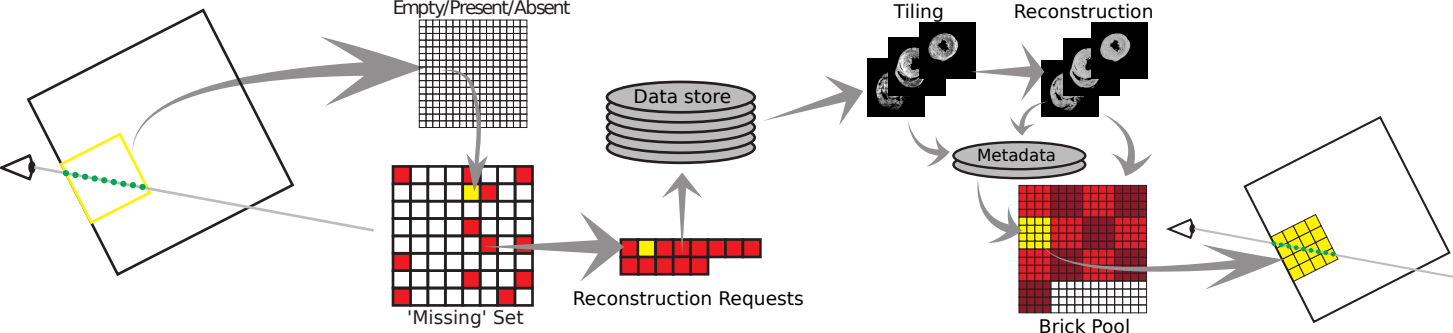 Empty/Present/Absent
'Missing' Set
Data store
Reconstruction Requests
Tiling
Reconstruction
Metadata
Brick Pool